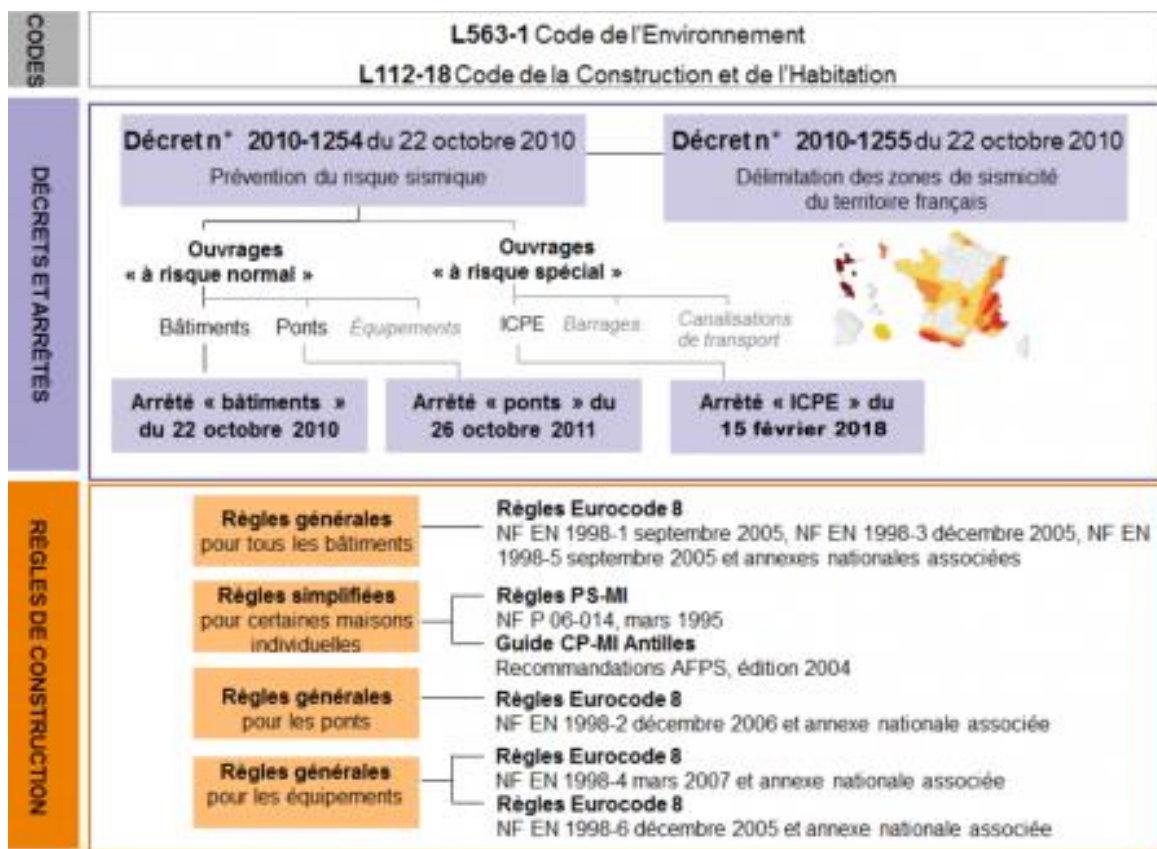 CODES
L563-1 Code de l'Environnement
L112-18 Code de la Construction et de l'Habitation
DÉCRETS ET ARRÊTÉS
Décret n° 2010-1254 du 22 octobre 2010
Prévention du risque sismique
Décret n° 2010-1255 du 22 octobre 2010
Délimitation des zones de sismicité
du territoire français
Ouvrages
« à risque normal »
Ouvrages
« à risque spécial »
Bâtiments
Ponts
Équipements
ICPE
Barrages
Canalisations
de transport
Arrêté « bâtiments »
du 22 octobre 2010
Arrêté « ponts » du
26 octobre 2011
Arrêté « ICPE » du
15 février 2018
RÈGLES DE CONSTRUCTION
Règles générales
pour tous les bâtiments
Règles Eurocode 8
NF EN 1998-1 septembre 2005, NF EN 1998-3 décembre 2005, NF EN
1998-5 septembre 2005 et annexes nationales associées
Règles simplifiées
pour certaines maisons
individuelles
Règles PS-MI
NF P 06-014, mars 1995
Guide CP-MI Antilles
Recommandations AFPS, édition 2004
Règles générales
pour les ponts
Règles Eurocode 8
NF EN 1998-2 décembre 2006 et annexe nationale associée
Règles générales
pour les équipements
Règles Eurocode 8
NF EN 1998-4 mars 2007 et annexe nationale associée
Règles Eurocode 8
NF EN 1998-6 décembre 2005 et annexe nationale associée